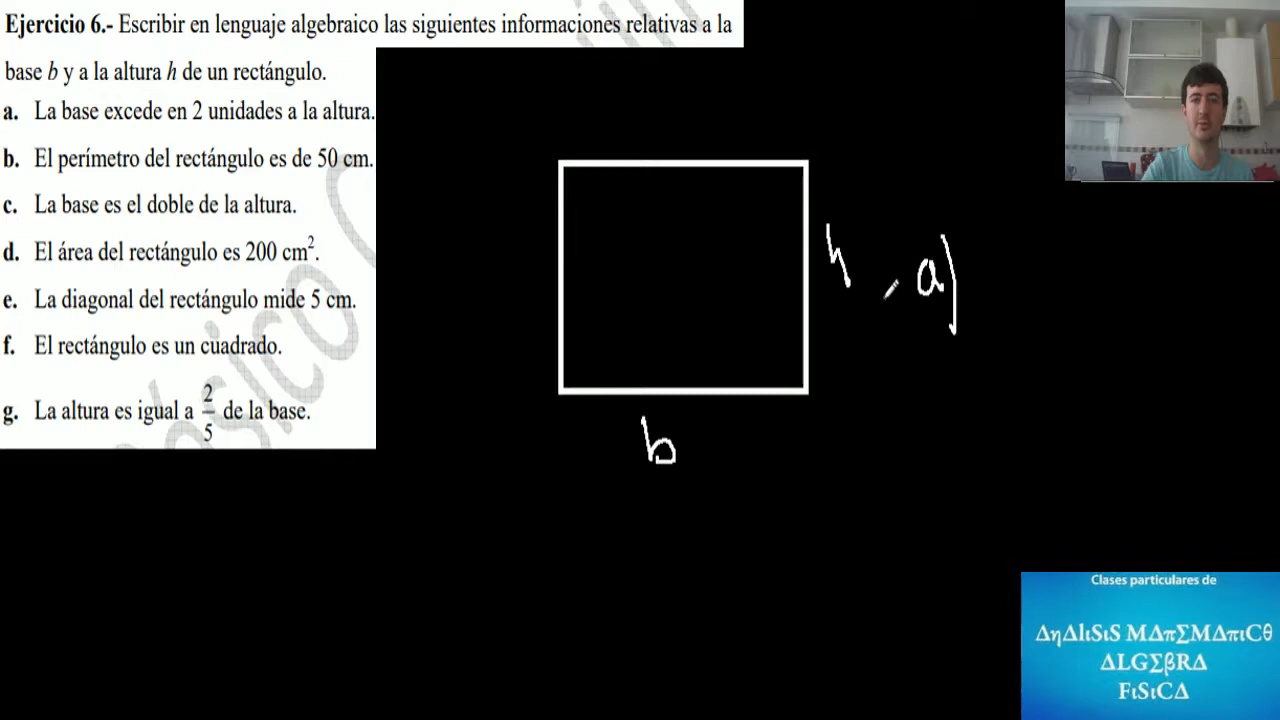 Ejercicio 6.- Escribir en lenguaje algebraico las siguientes informaciones relativas a la
base b y a la altura h de un rectángulo.
a. La base excede en 2 unidades a la altura.
b. El perímetro del rectángulo es de 50 cm.
c. La base es el doble de la altura.
d. El área del rectángulo es 200 cm².
e. La diagonal del rectángulo mide 5 cm.
f. El rectángulo es un cuadrado.
g. La altura es igual a 2/5 de la base.
h , a)
b
Clases particulares de
ΔηΔlιSιS MΔπΣMΔπιCθ
ΔLGΣβRΔ
FιSιCΔ